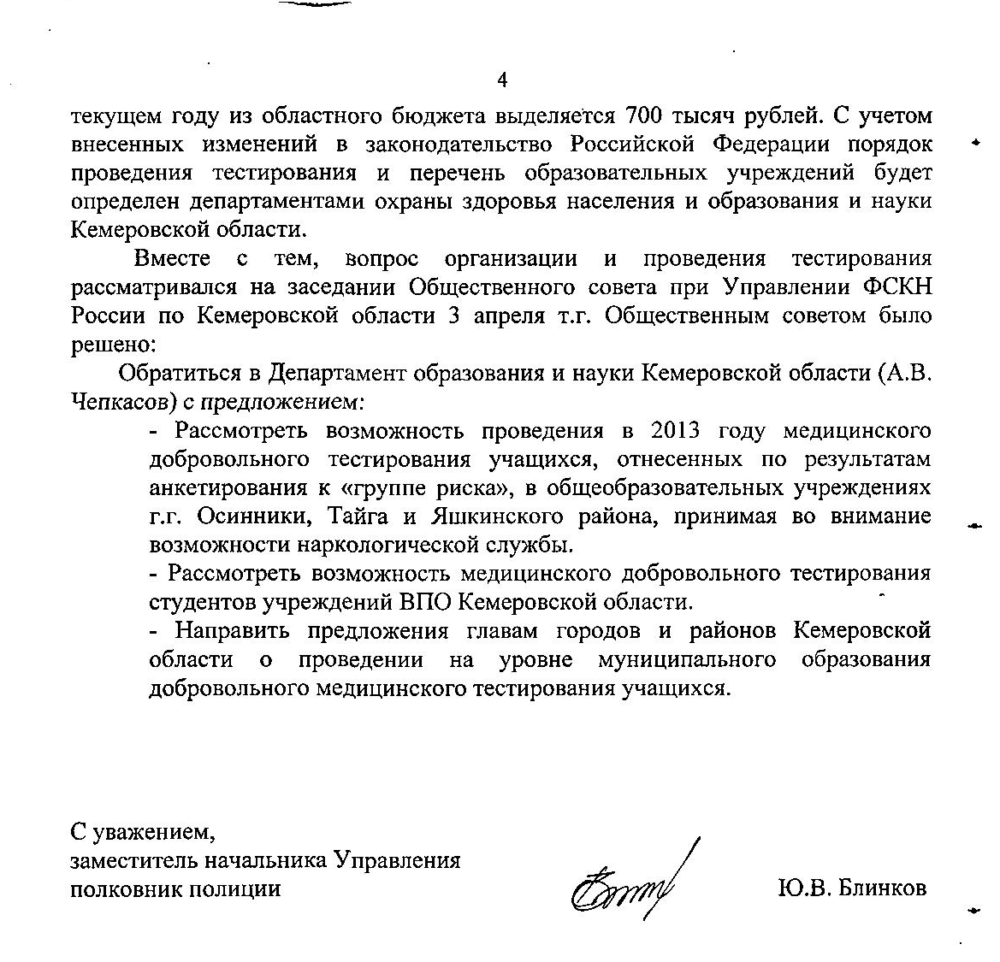 4
текущем году из областного бюджета выделяется 700 тысяч рублей. С учетом
внесенных изменений в законодательство Российской Федерации порядок
проведения тестирования и перечень образовательных учреждений будет
определен департаментами охраны здоровья населения и образования и науки
Кемеровской области.
Вместе с тем, вопрос организации и проведения тестирования
рассматривался на заседании Общественного совета при Управлении ФСКН
России по Кемеровской области 3 апреля т.г. Общественным советом было
решено:
Обратиться в Департамент образования и науки Кемеровской области (А.В.
Чепкасов) с предложением:
- Рассмотреть возможность проведения в 2013 году медицинского
добровольного тестирования учащихся, отнесенных по результатам
анкетирования к «группе риска», в общеобразовательных учреждениях
г.г. Осинники, Тайга и Яшкинского района, принимая во внимание
возможности наркологической службы.
- Рассмотреть возможность медицинского добровольного тестирования
студентов учреждений ВПО Кемеровской области.
- Направить предложения главам городов и районов Кемеровской
области о проведении на уровне муниципального образования
добровольного медицинского тестирования учащихся.
С уважением,
заместитель начальника Управления
полковник полиции
Ю.В. Блинков